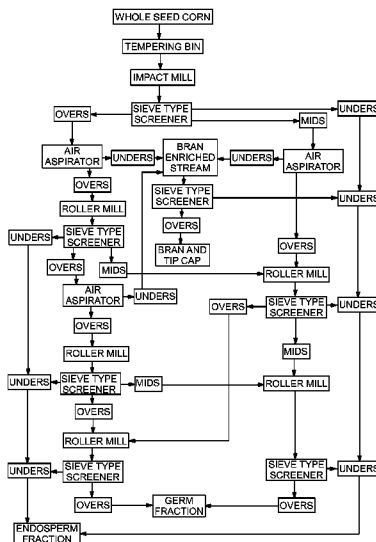 WHOLE SEED CORN
TEMPERING BIN
IMPACT MILL
OVERS
SIEVE TYPE
SCREENER
UNDERS
MIDS
AIR
ASPIRATOR
UNDERS
BRAN
ENRICHED
STREAM
UNDERS
AIR
ASPIRATOR
OVERS
SIEVE TYPE
SCREENER
UNDERS
ROLLER MILL
OVERS
UNDERS
SIEVE TYPE
SCREENER
BRAN AND
TIP CAP
OVERS
OVERS
MIDS
ROLLER MILL
AIR
ASPIRATOR
UNDERS
OVERS
SIEVE TYPE
SCREENER
UNDERS
OVERS
ROLLER MILL
MIDS
UNDERS
SIEVE TYPE
SCREENER
MIDS
ROLLER MILL
OVERS
ROLLER MILL
UNDERS
SIEVE TYPE
SCREENER
SIEVE TYPE
SCREENER
UNDERS
OVERS
GERM
FRACTION
OVERS
ENDOSPERM
FRACTION